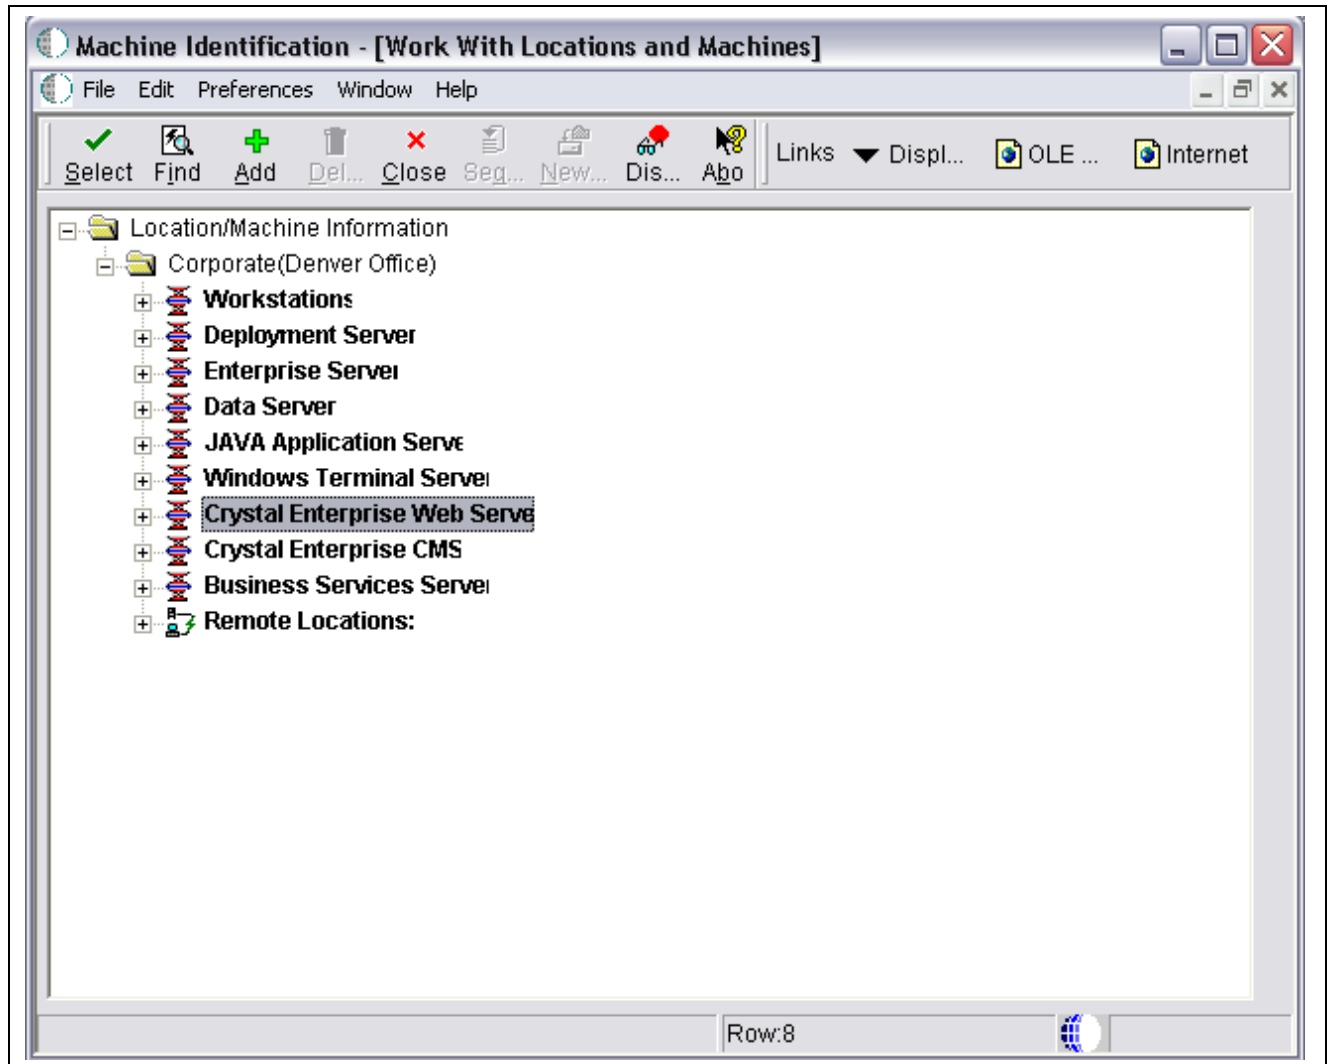 Machine Identification - [Work With Locations and Machines]
File Edit Preferences Window Help
Select Find Add Del... Close Seq... New... Dis... Abo Links Displ... OLE ... Internet
Location/Machine Information
Corporate(Denver Office)
Workstations
Deployment Server
Enterprise Server
Data Server
JAVA Application Serve
Windows Terminal Server
Crystal Enterprise Web Serve
Crystal Enterprise CMS
Business Services Server
Remote Locations:
Row:8